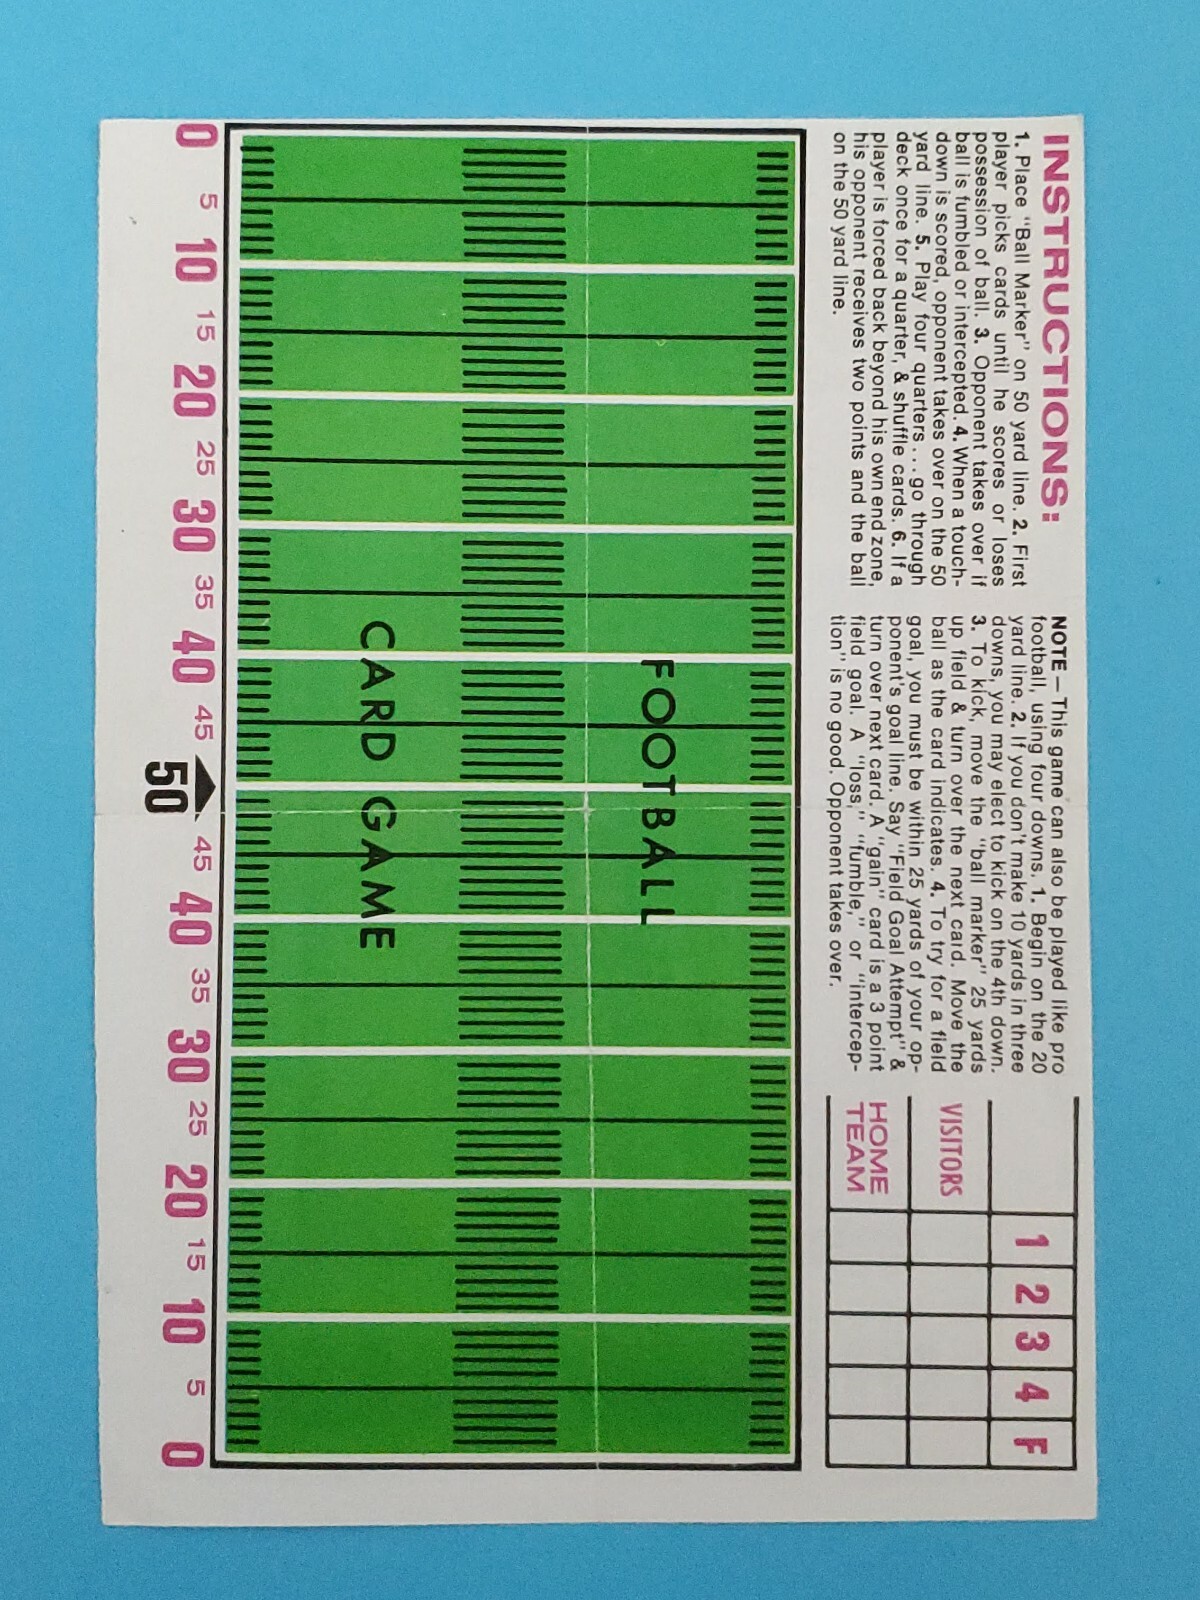 INSTRUCTIONS:
1. Place "Ball Marker" on 50 yard line. 2. First
player picks cards until he scores or loses
possession of ball. 3. Opponent takes over if
ball is fumbled or intercepted. 4. When a touch-
down is scored, opponent takes over on the 50
yard line. 5. Play four quarters...go through
deck once for a quarter, & shuffle cards. 6. If a
player is forced back beyond his own end zone,
his opponent receives two points and the ball
on the 50 yard line.
NOTE — This game can also be played like pro
football, using four downs. 1. Begin on the 20
yard line. 2. If you don't make 10 yards in three
downs, you may elect to kick on the 4th down.
3. To kick, move the "ball marker" 25 yards
up field & turn over the next card. Move the
ball as the card indicates. 4. To try for a field
goal, you must be within 25 yards of your op-
ponent's goal line. Say "Field Goal Attempt" &
turn over next card. A "gain" card is a 3 point
field goal. A "loss," "fumble," or "intercep-
tion" is no good. Opponent takes over.
1 2 3 4 F
VISITORS
HOME
TEAM
FOOTBALL
CARD GAME
0 5 10 15 20 25 30 35 40 45 50 45 40 35 30 25 20 15 10 5 0